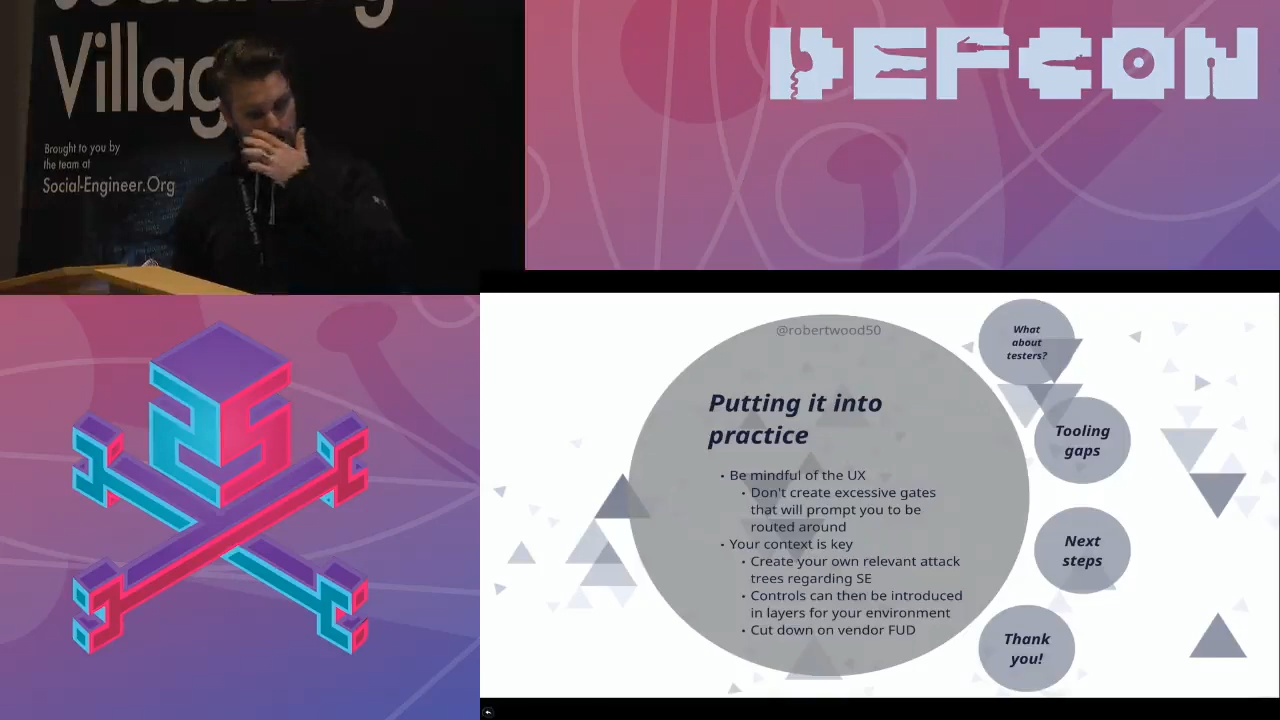 Villag
Brought to you by
the team at
Social-Engineer.Org
DEFCON
@robertwood50
Putting it into
practice
• Be mindful of the UX
• Don't create excessive gates
that will prompt you to be
routed around
• Your context is key
• Create your own relevant attack
trees regarding SE
• Controls can then be introduced
in layers for your environment
• Cut down on vendor FUD
What
about
testers?
Tooling
gaps
Next
steps
Thank
you!